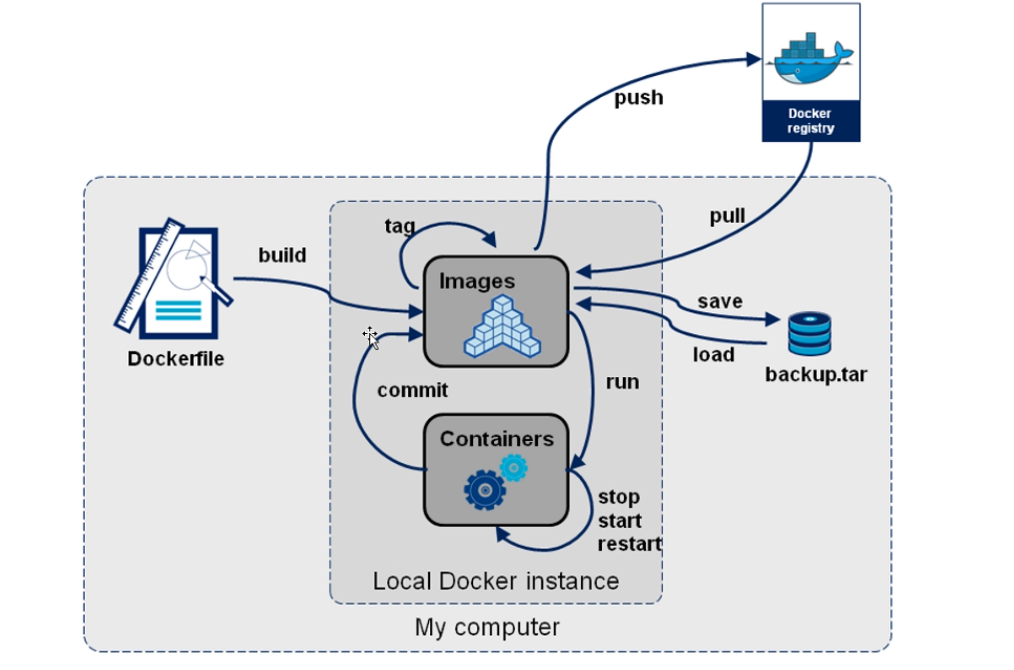 push
Docker
registry
pull
tag
build
Images
save
load
Dockerfile
backup.tar
run
commit
Containers
stop
start
restart
Local Docker instance
My computer